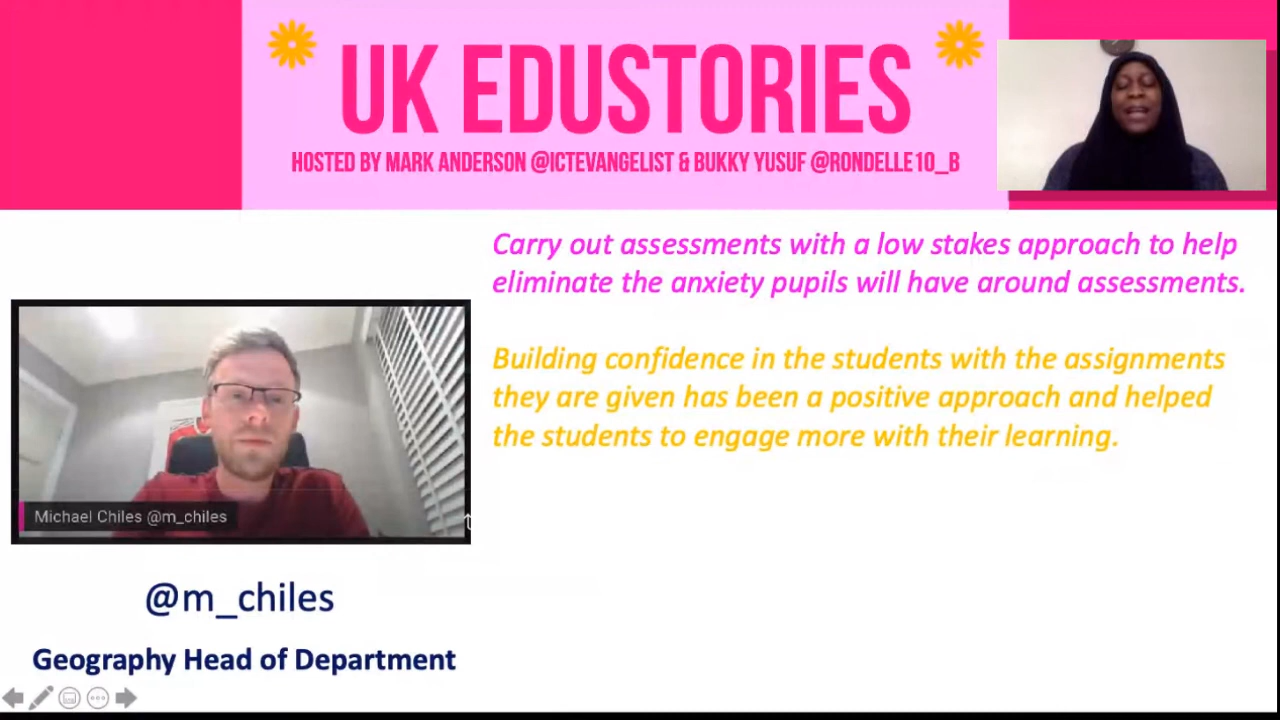 UK EDUSTORIES
HOSTED BY MARK ANDERSON @ICTEVANGELIST & BUKKY YUSUF @RONDELLE10_B
Carry out assessments with a low stakes approach to help
eliminate the anxiety pupils will have around assessments.
Building confidence in the students with the assignments
they are given has been a positive approach and helped
the students to engage more with their learning.
Michael Chiles @m_chiles
@m_chiles
Geography Head of Department